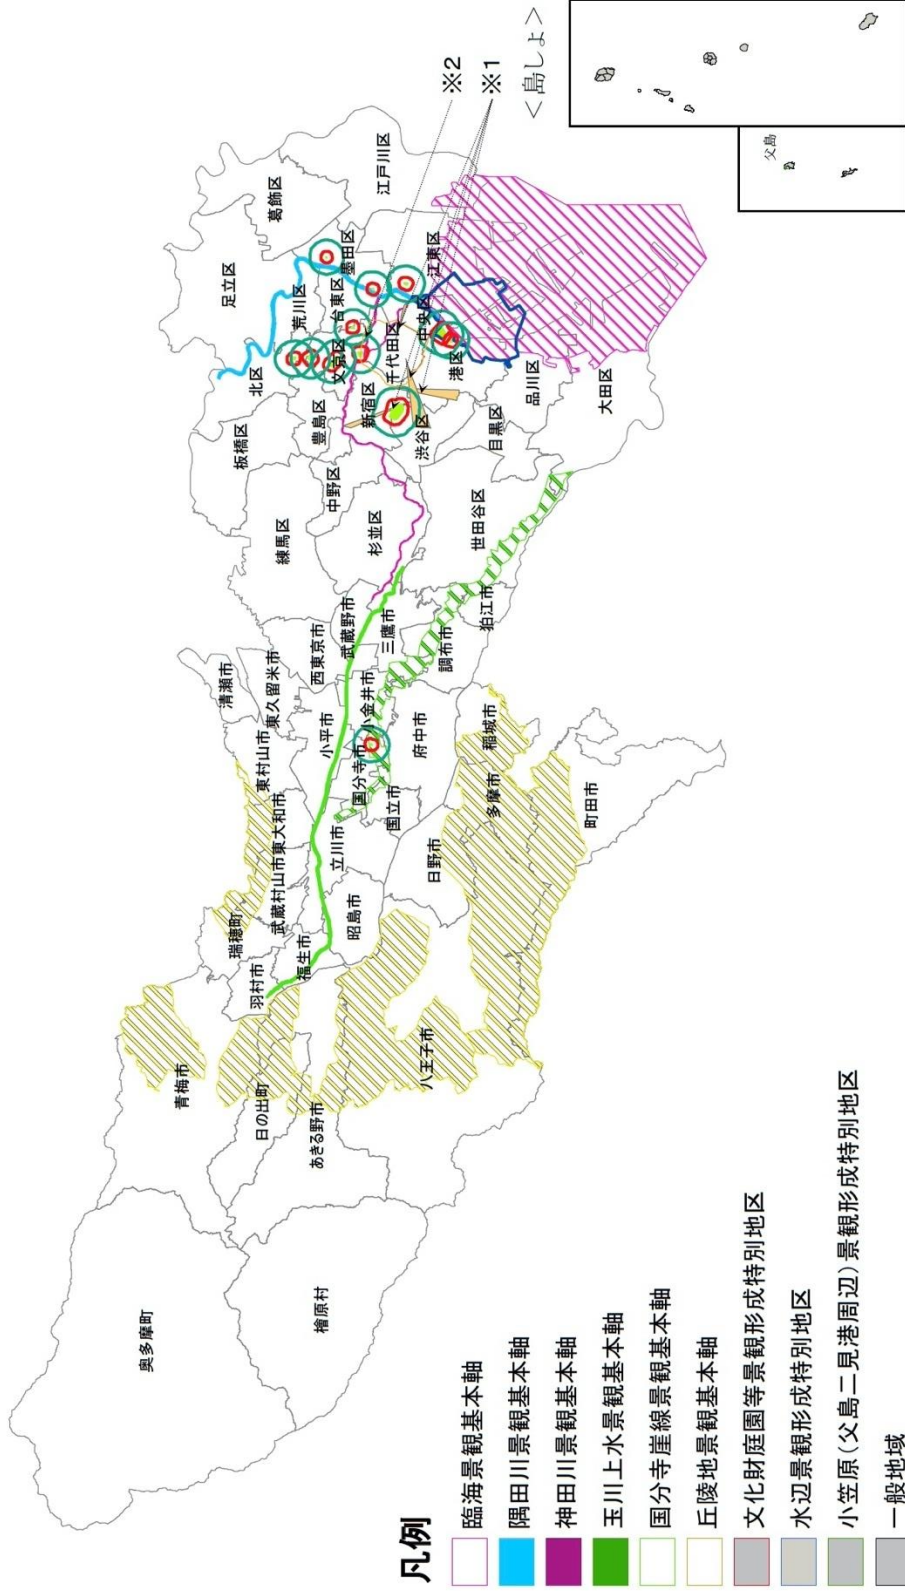 奥多摩町
檜原村
青梅市
日の出町
あきる野市
八王子市
羽村市
瑞穂町
福生市
武蔵村山市
東大和市
昭島市
立川市
東村山市
清瀬市
東久留米市
小平市
国分寺市
国立市
日野市
府中市
小金井市
西東京市
武蔵野市
三鷹市
調布市
狛江市
稲城市
多摩市
町田市
練馬区
板橋区
北区
足立区
葛飾区
荒川区
豊島区
中野区
杉並区
世田谷区
文京区
台東区
墨田区
江戸川区
新宿区
千代田区
中央区
江東区
渋谷区
港区
目黒区
品川区
大田区
※2
※1
<島しょ>
父島
凡例
臨海景観基本軸
隅田川景観基本軸
神田川景観基本軸
玉川上水景観基本軸
国分寺崖線景観基本軸
丘陵地景観基本軸
文化財庭園等景観形成特別地区
水辺景観形成特別地区
小笠原(父島二見港周辺)景観形成特別地区
一般地域